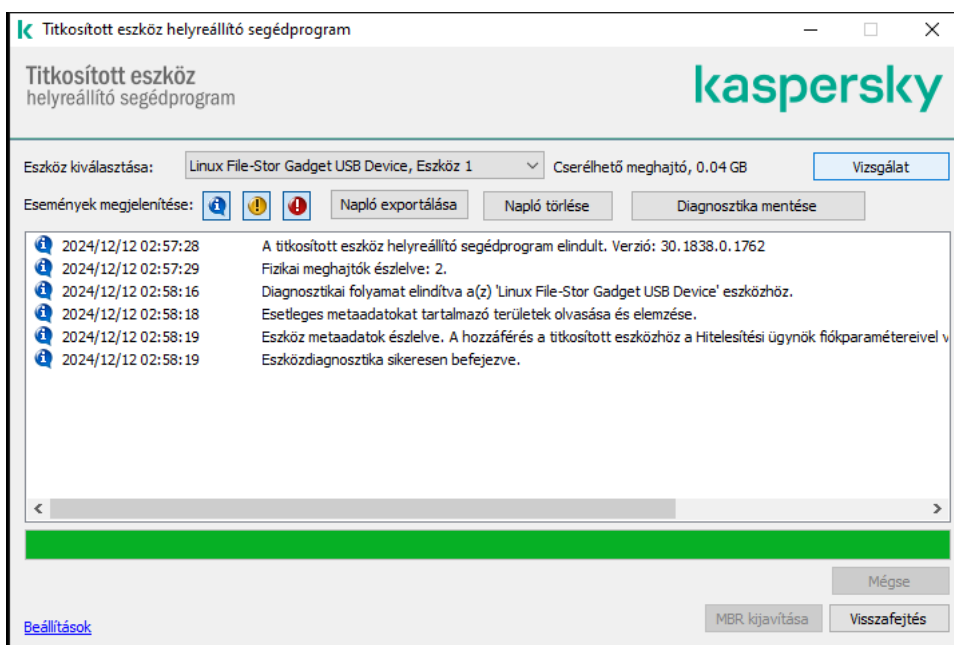 Titkosított eszköz helyreállító segédprogram
Titkosított eszköz
helyreállító segédprogram
kaspersky
Eszköz kiválasztása: Linux File-Stor Gadget USB Device, Eszköz 1 Cserélhető meghajtó, 0.04 GB Vizsgálat
Események megjelenítése: Napló exportálása Napló törlése Diagnosztika mentése
2024/12/12 02:57:28 A titkosított eszköz helyreállító segédprogram elindult. Verzió: 30.1838.0.1762
2024/12/12 02:57:29 Fizikai meghajtók észlelve: 2.
2024/12/12 02:58:16 Diagnosztikai folyamat elindítva a(z) 'Linux File-Stor Gadget USB Device' eszközhöz.
2024/12/12 02:58:18 Esetleges metaadatokat tartalmazó területek olvasása és elemzése.
2024/12/12 02:58:19 Eszköz metaadatok észlelve. A hozzáférés a titkosított eszközhöz a Hitelesítési ügynök fiókparamétereivel v
2024/12/12 02:58:19 Eszközdiagnosztika sikeresen befejezve.
Mégse
Beállítások MBR kijavítása Visszafejtés